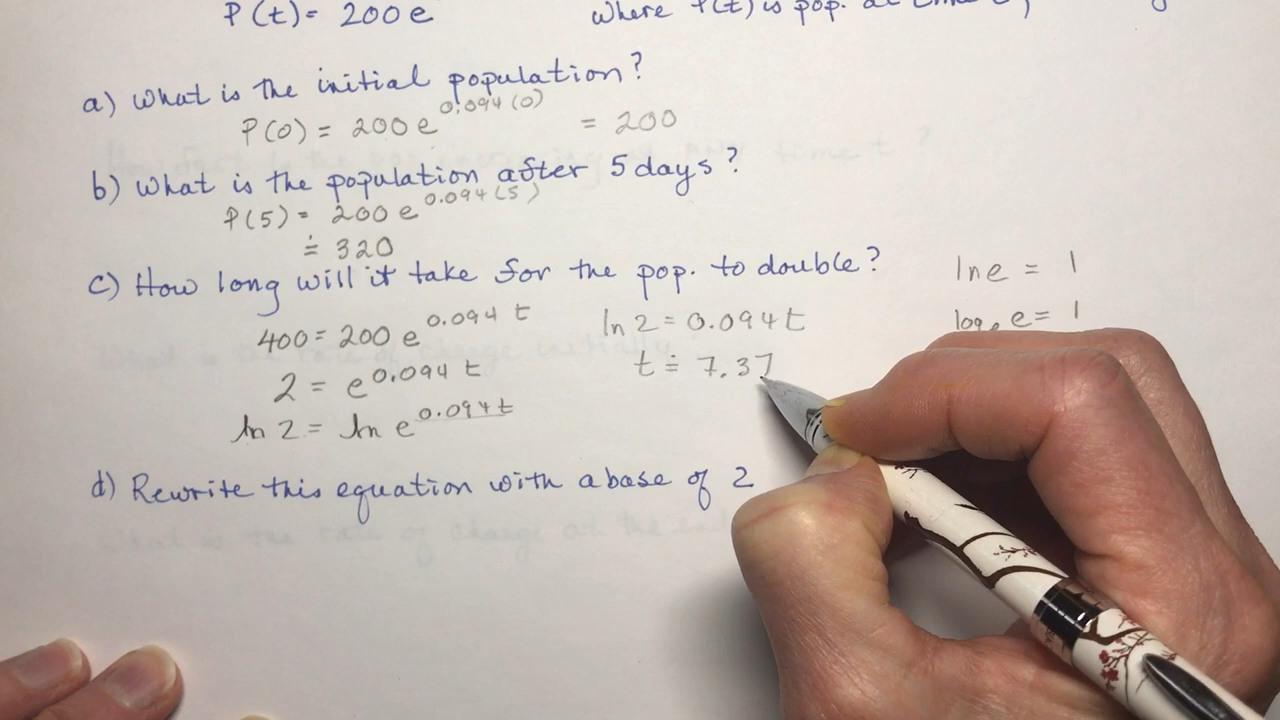 P(t) = 200 e where P(t) is pop. at time
a) What is the initial population?
P(0) = 200 e^0.094(0) = 200
b) What is the population after 5 days?
P(5) = 200 e^0.094(5)
≐ 320
c) How long will it take for the pop. to double?
ln e = 1
400 = 200 e^0.094 t
ln 2 = 0.094t
logₑ e = 1
2 = e^0.094 t
t ≐ 7.37
ln 2 = ln e^0.094t
d) Rewrite this equation with a base of 2